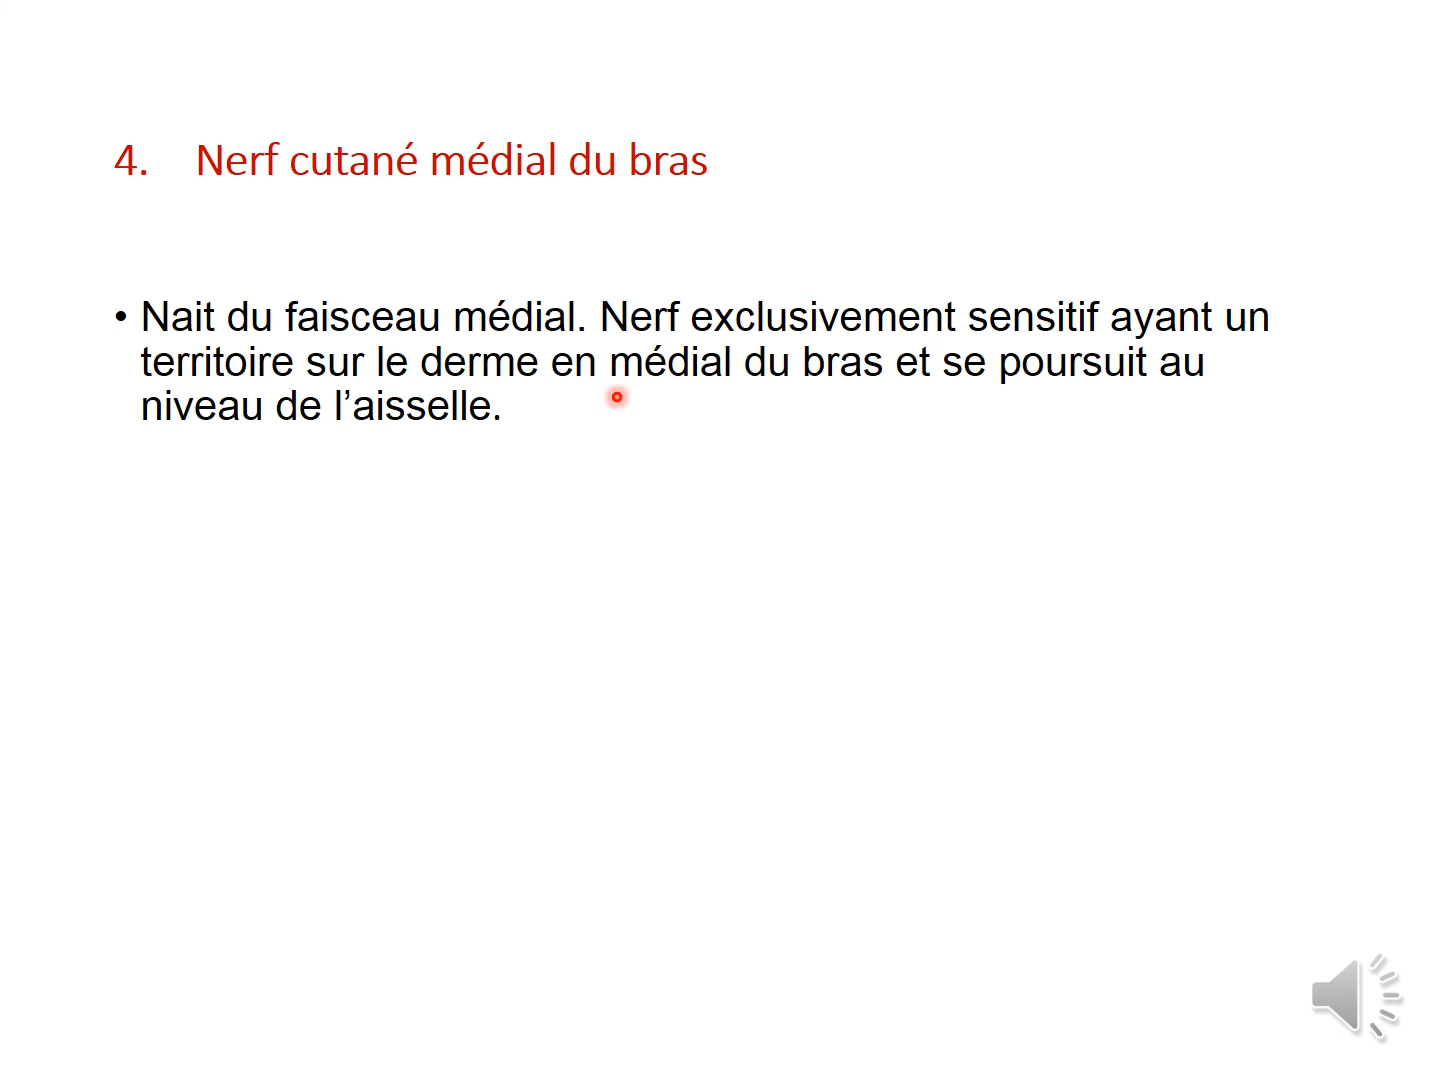 4. Nerf cutané médial du bras
• Nait du faisceau médial. Nerf exclusivement sensitif ayant un
territoire sur le derme en médial du bras et se poursuit au
niveau de l’aisselle.